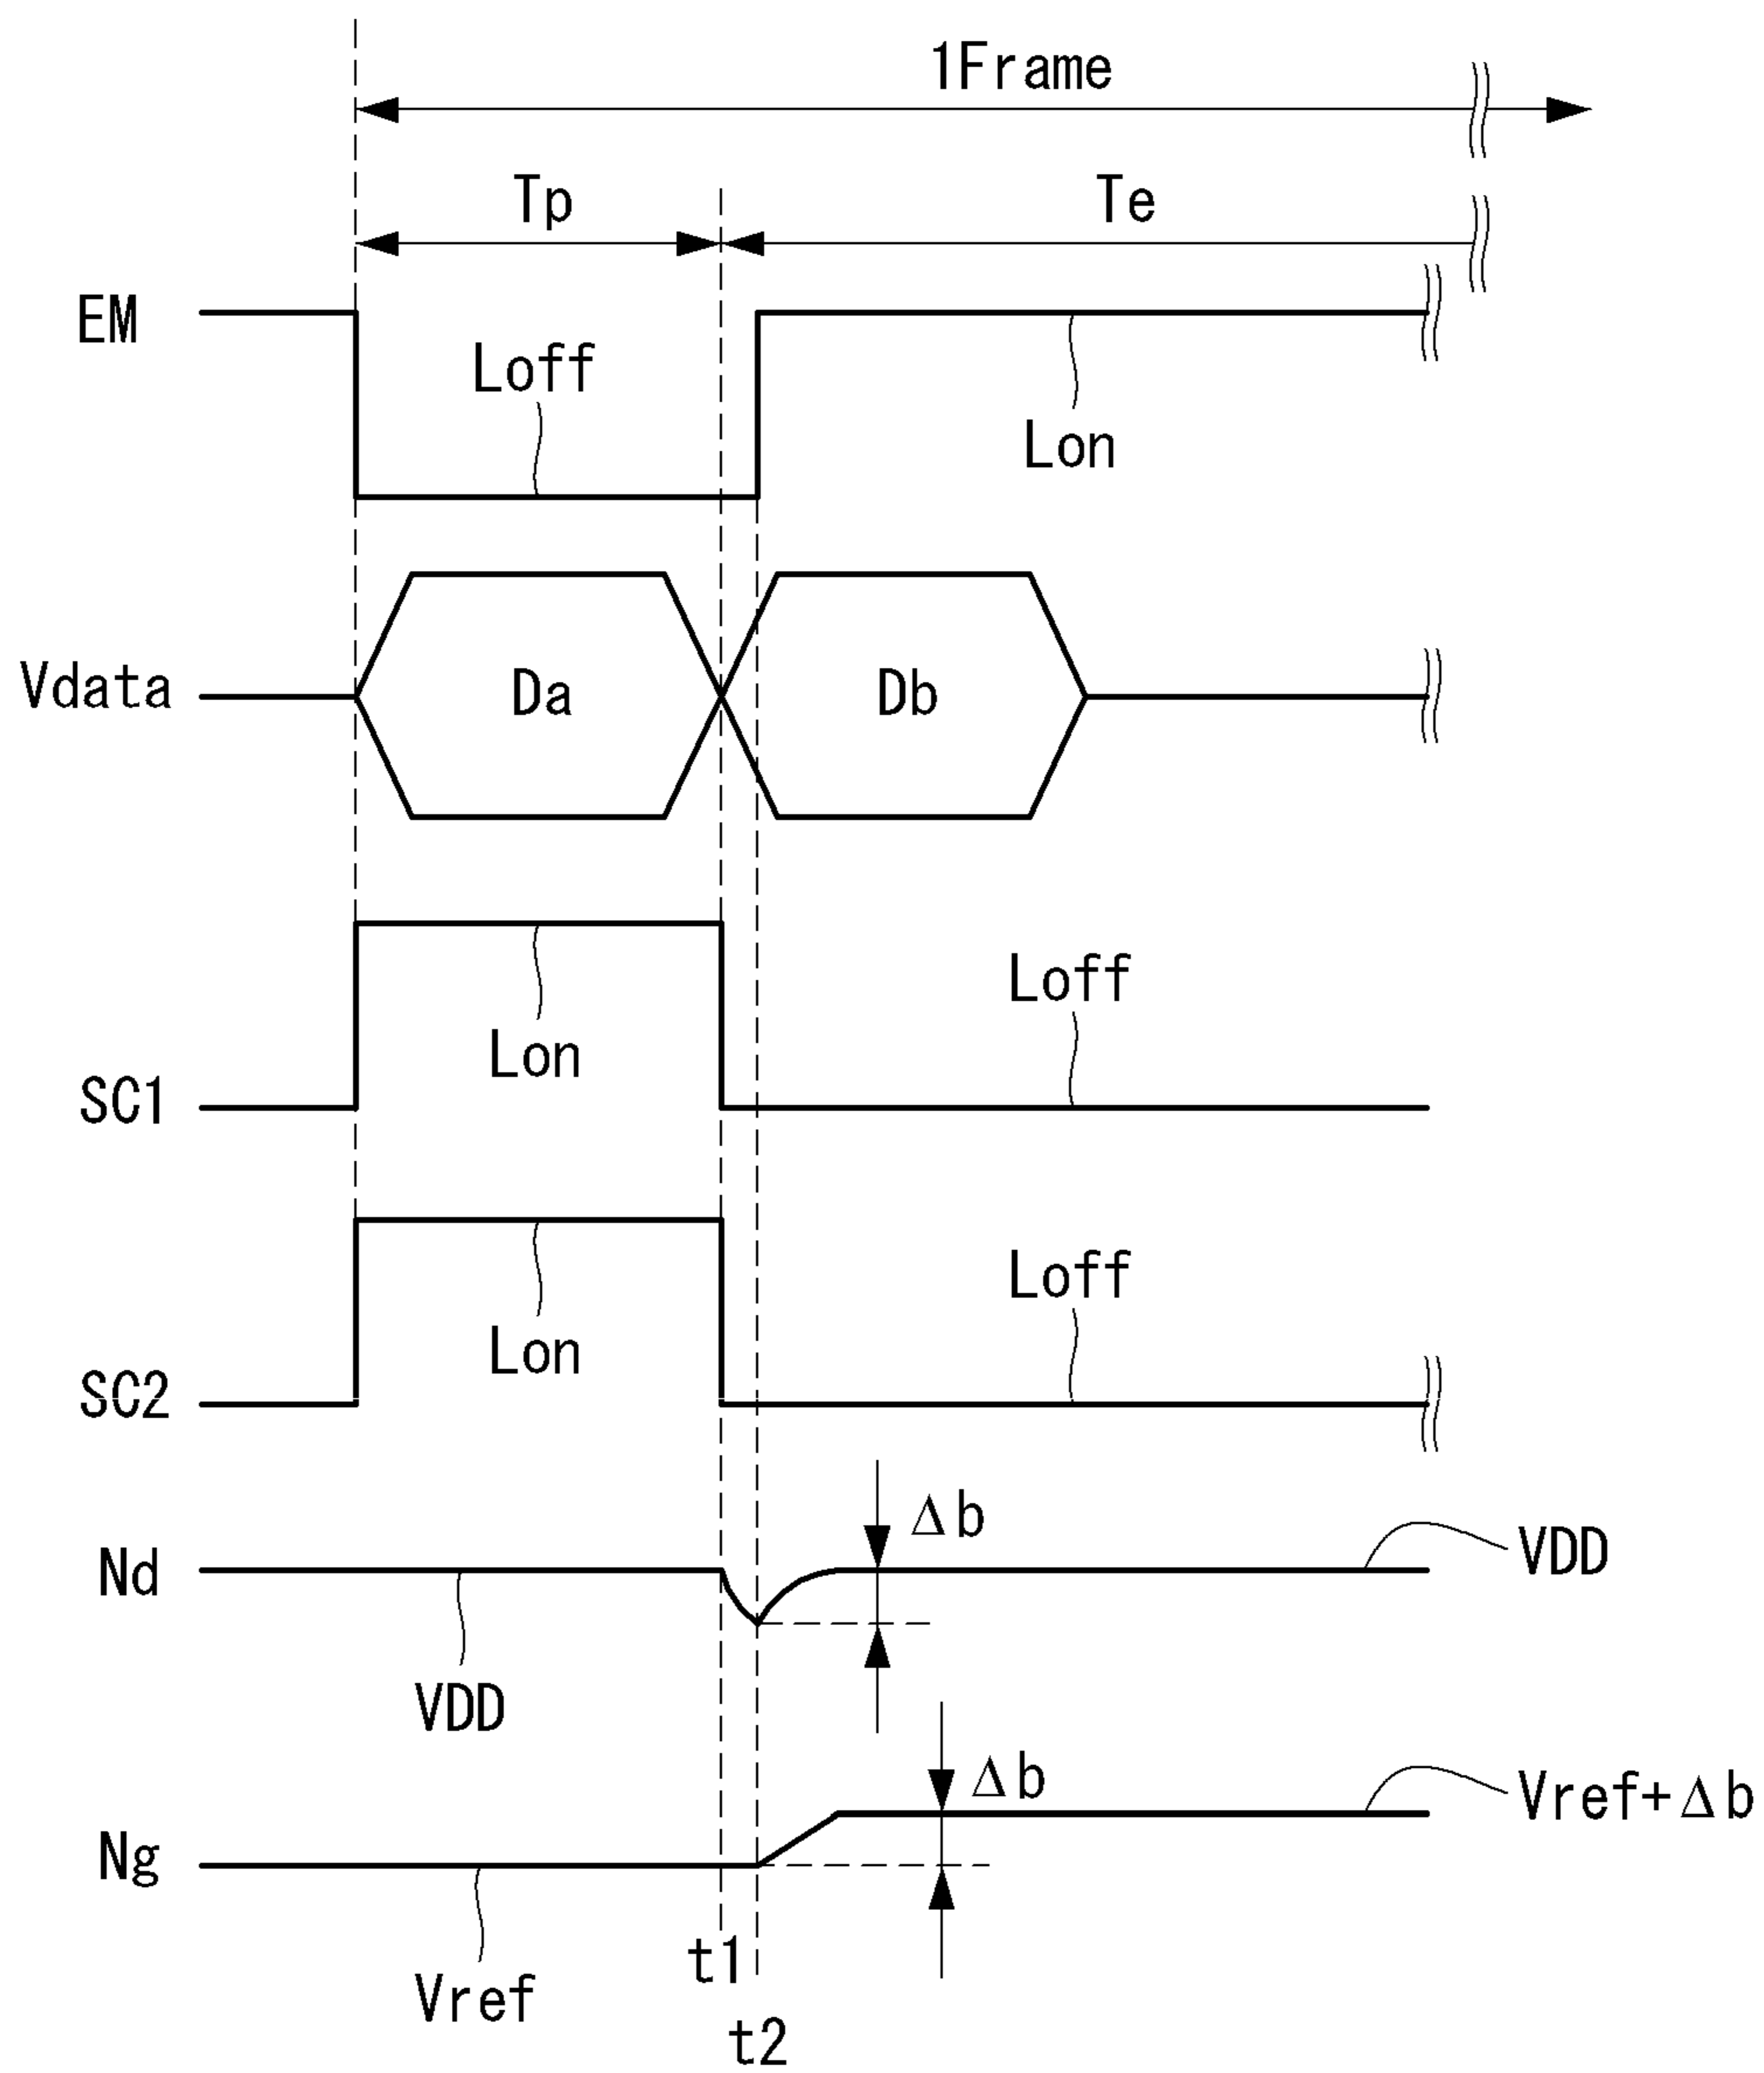 1Frame
Tp Te
EM
Loff
Lon
Vdata
Da Db
Loff
Lon
SC1
Loff
Lon
SC2
Δb
Nd
VDD
VDD
Δb
Vref+Δb
Ng
t1
Vref
t2